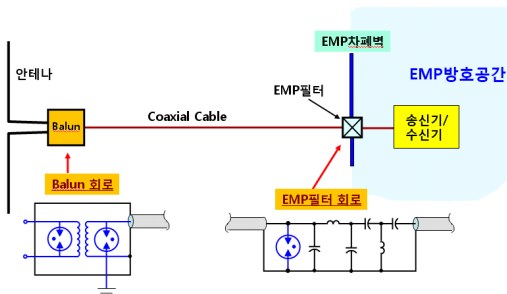 EMP차폐벽
안테나
EMP방호공간
EMP필터
Coaxial Cable
Balun
송신기/
수신기
Balun 회로
EMP필터 회로